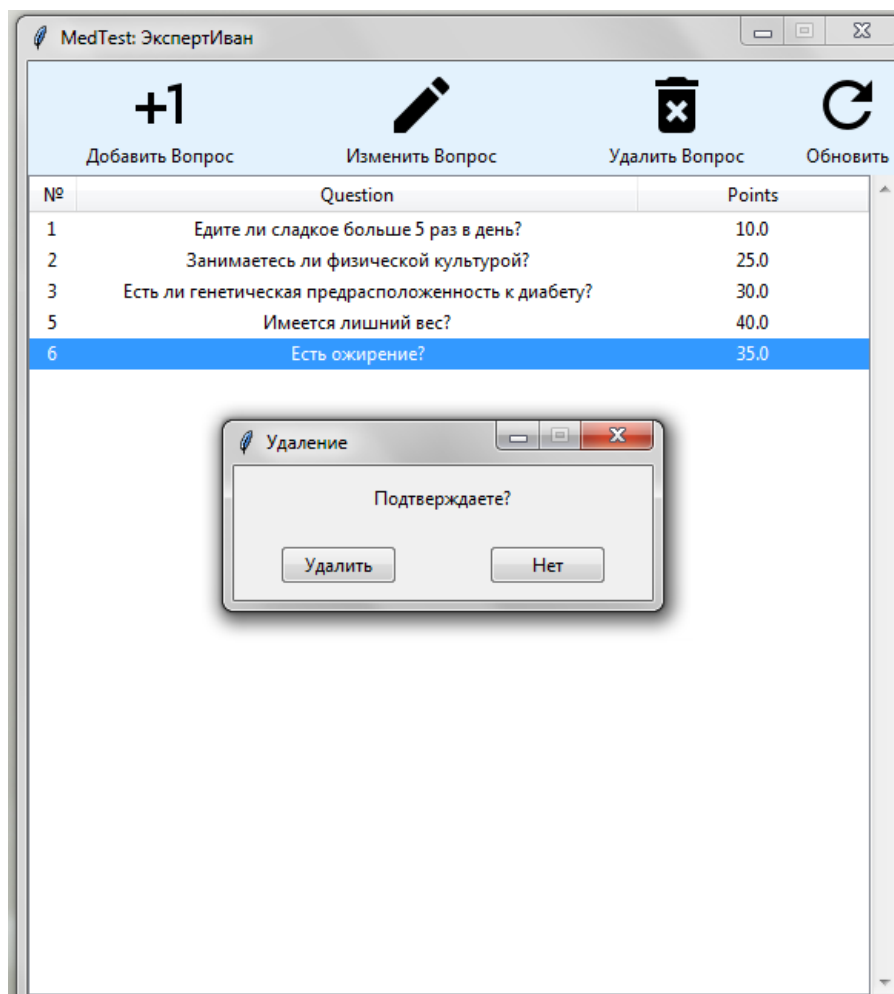 MedTest: ЭкспертИван
+1
Добавить Вопрос Изменить Вопрос Удалить Вопрос Обновить
№ Question Points
1 Едите ли сладкое больше 5 раз в день? 10.0
2 Занимаетесь ли физической культурой? 25.0
3 Есть ли генетическая предрасположенность к диабету? 30.0
5 Имеется лишний вес? 40.0
6 Есть ожирение? 35.0
Удаление
Подтверждаете?
Удалить Нет